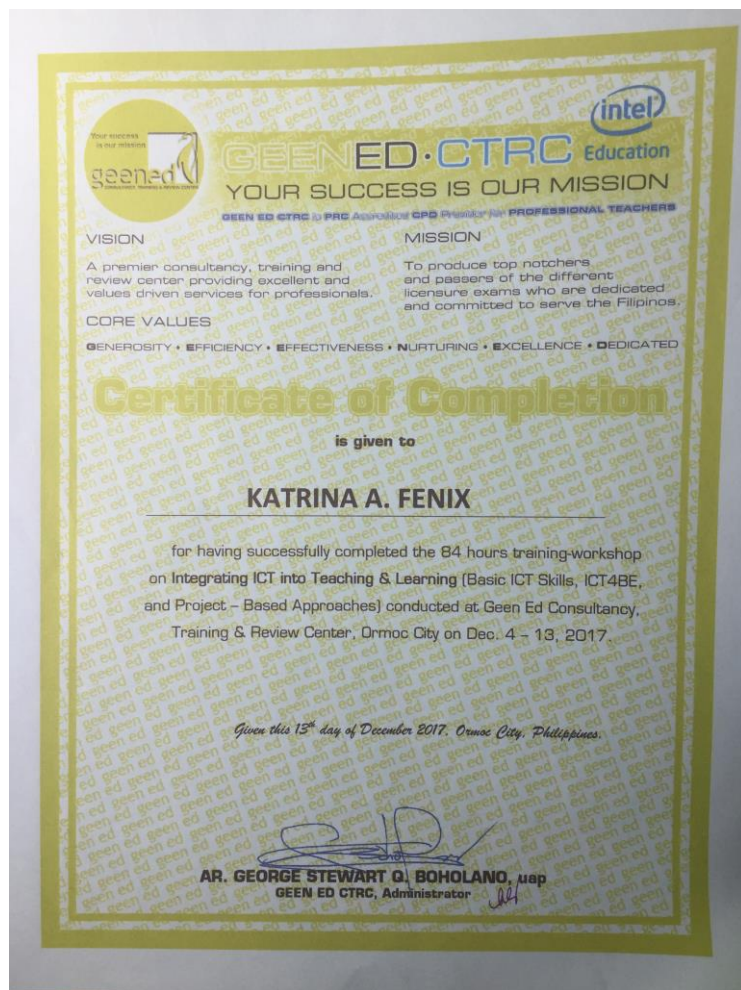 Your success
is our mission
geened
CONSULTANCY, TRAINING & REVIEW CENTER
intel
Education
GEENED·CTRC
YOUR SUCCESS IS OUR MISSION
GEEN ED CTRC is PRC Accredited CPD Provider for PROFESSIONAL TEACHERS
VISION
A premier consultancy, training and
review center providing excellent and
values driven services for professionals.
MISSION
To produce top notchers
and passers of the different
licensure exams who are dedicated
and committed to serve the Filipinos.
CORE VALUES
GENEROSITY • EFFICIENCY • EFFECTIVENESS • NURTURING • EXCELLENCE • DEDICATED
Certificate of Completion
is given to
KATRINA A. FENIX
for having successfully completed the 84 hours training-workshop
on Integrating ICT into Teaching & Learning (Basic ICT Skills, ICT4BE,
and Project – Based Approaches) conducted at Geen Ed Consultancy,
Training & Review Center, Ormoc City on Dec. 4 – 13, 2017.
Given this 13th day of December 2017. Ormoc City. Philippines.
AR. GEORGE STEWART Q. BOHOLANO, uap
GEEN ED CTRC, Administrator